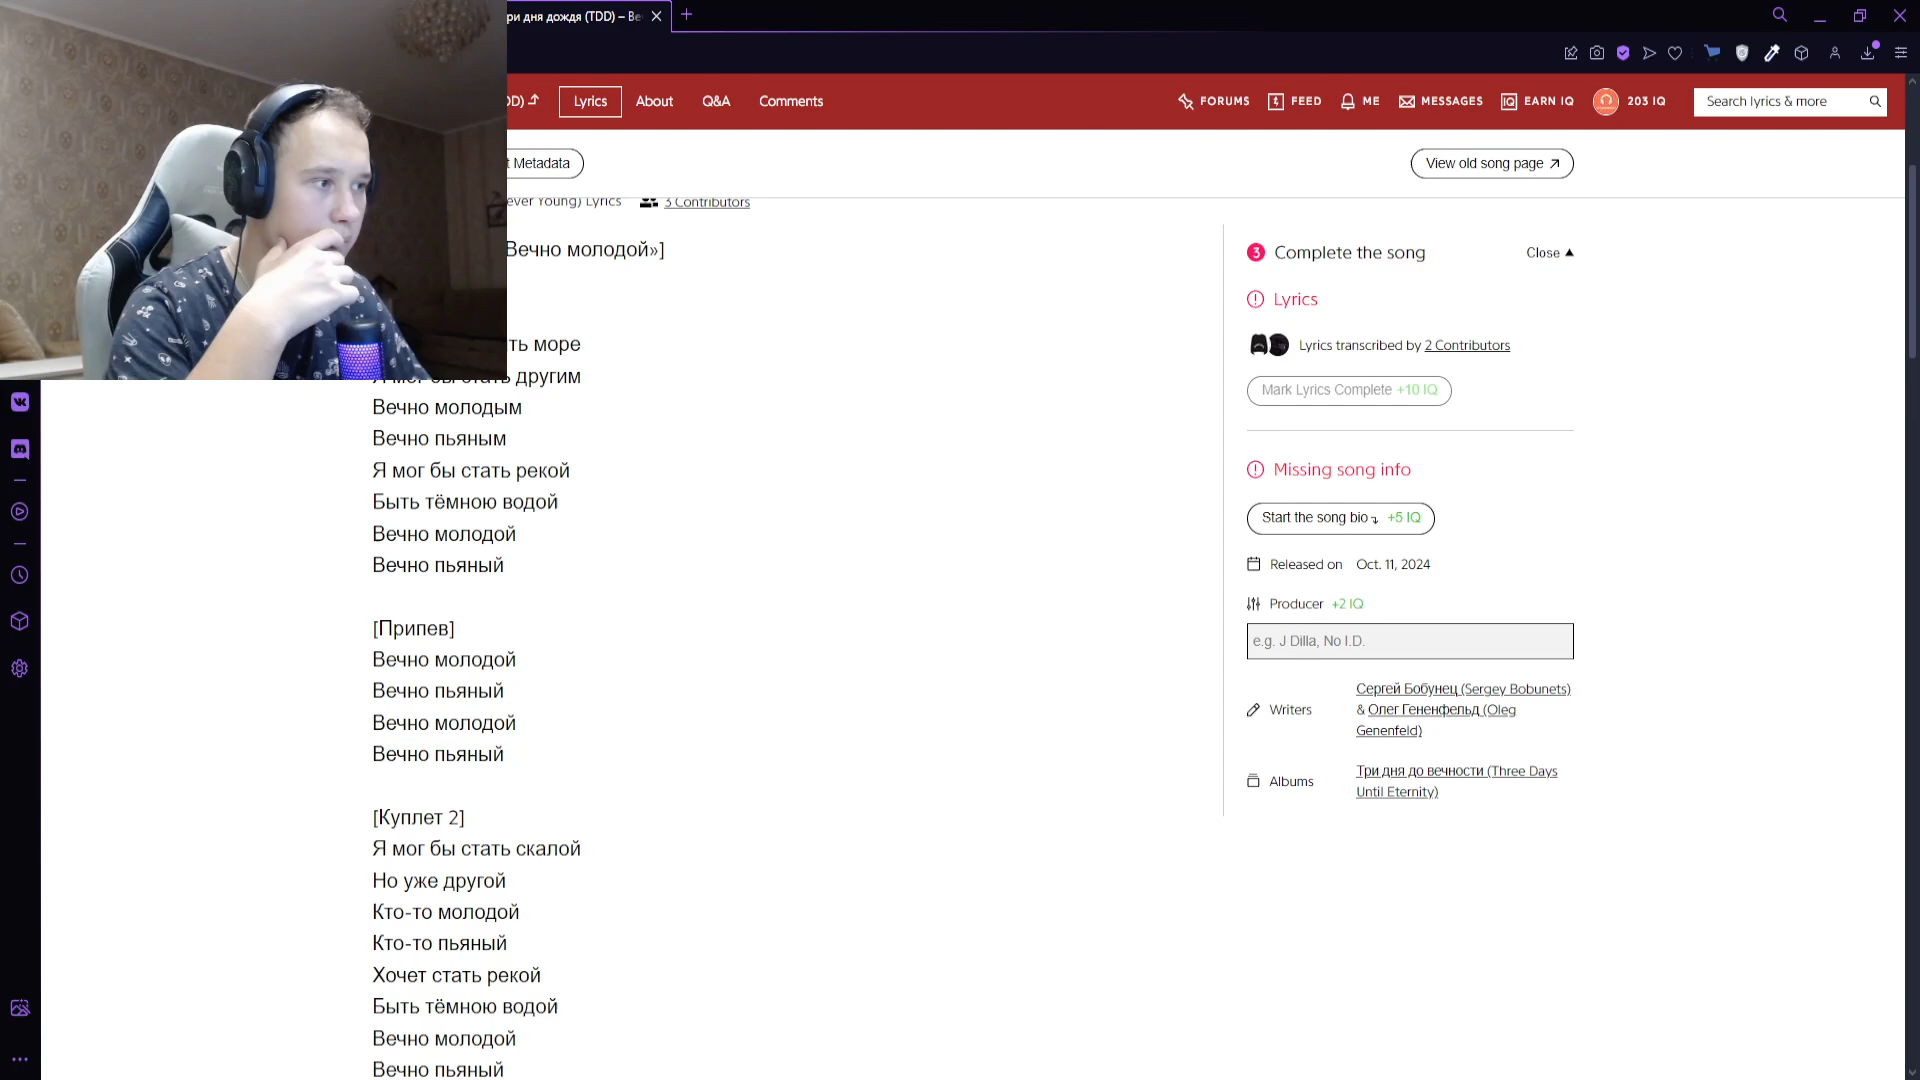 ри дня дождя (TDD) – Ве
DD)
Lyrics
About
Q&A
Comments
FORUMS
FEED
ME
MESSAGES
EARN IQ
203 IQ
Search lyrics & more
t Metadata
View old song page
ever Young) Lyrics
3 Contributors
Вечно молодой»]
ть море
Я мог бы стать другим
Вечно молодым
Вечно пьяным
Я мог бы стать рекой
Быть тёмною водой
Вечно молодой
Вечно пьяный
[Припев]
Вечно молодой
Вечно пьяный
Вечно молодой
Вечно пьяный
[Куплет 2]
Я мог бы стать скалой
Но уже другой
Кто-то молодой
Кто-то пьяный
Хочет стать рекой
Быть тёмною водой
Вечно молодой
Вечно пьяный
3 Complete the song
Close
Lyrics
Lyrics transcribed by 2 Contributors
Mark Lyrics Complete +10 IQ
Missing song info
Start the song bio +5 IQ
Released on Oct. 11, 2024
Producer +2 IQ
e.g. J Dilla, No I.D.
Writers
Сергей Бобунец (Sergey Bobunets)
& Олег Гененфельд (Oleg
Genenfeld)
Albums
Три дня до вечности (Three Days
Until Eternity)